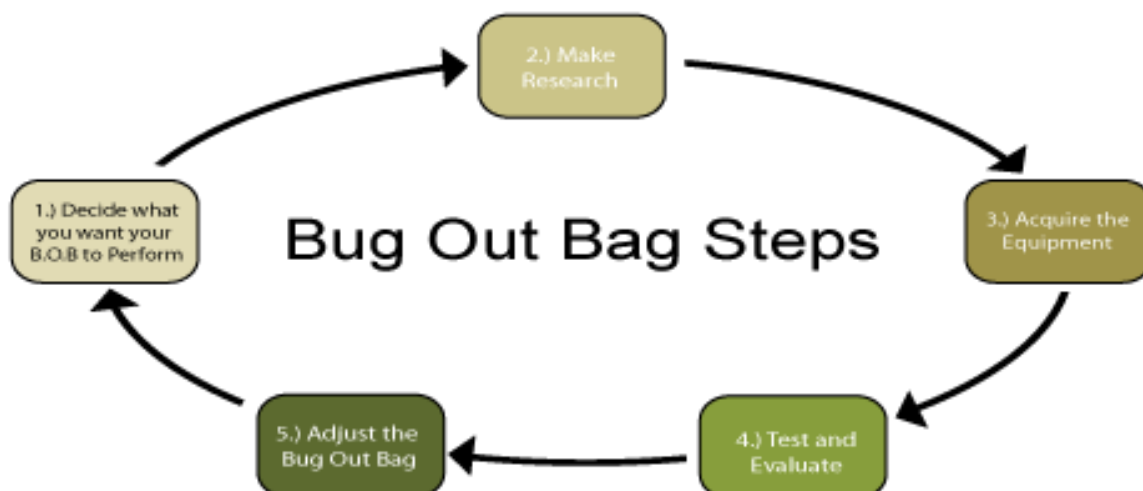 Bug Out Bag Steps
1.) Decide what
you want your
B.O.B to Perform
2.) Make
Research
3.) Acquire the
Equipment
4.) Test and
Evaluate
5.) Adjust the
Bug Out Bag